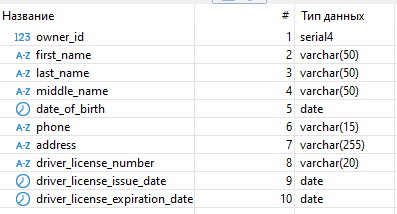 Название # Тип данных
123 owner_id 1 serial4
A-Z first_name 2 varchar(50)
A-Z last_name 3 varchar(50)
A-Z middle_name 4 varchar(50)
date_of_birth 5 date
A-Z phone 6 varchar(15)
A-Z address 7 varchar(255)
A-Z driver_license_number 8 varchar(20)
driver_license_issue_date 9 date
driver_license_expiration_date 10 date